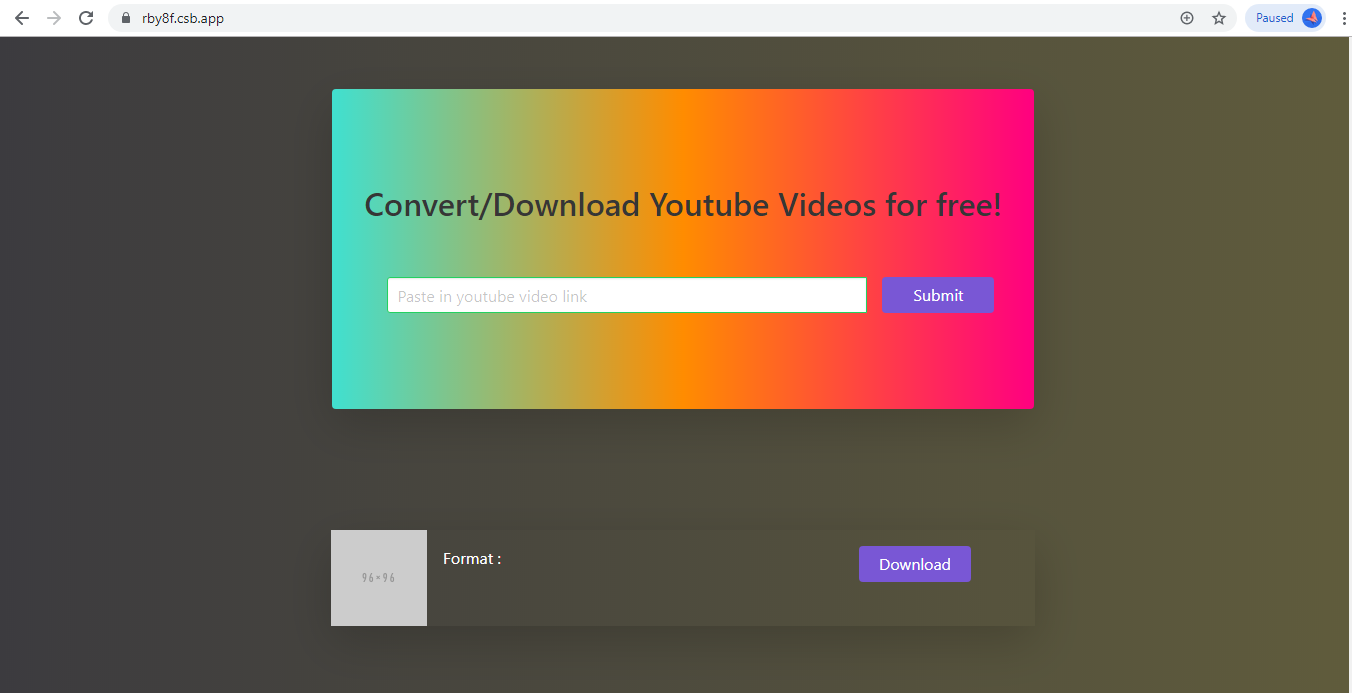 rby8f.csb.app
Paused
Convert/Download Youtube Videos for free!
Paste in youtube video link
Submit
96×96
Format :
Download